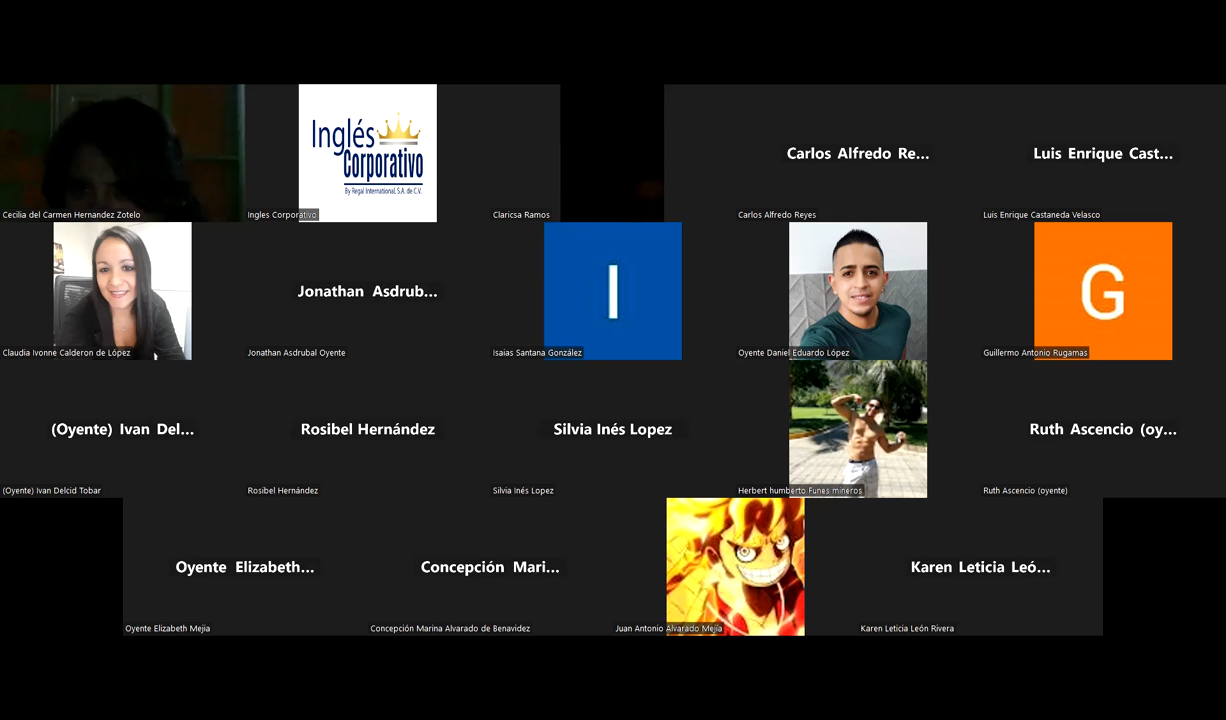 Inglés
Corporativo
By Regal International, S.A. de C.V.
Carlos Alfredo Re...
Luis Enrique Cast...
Cecilia del Carmen Hernandez Zotelo
Ingles Corporativo
Claricsa Ramos
Carlos Alfredo Reyes
Luis Enrique Castaneda Velasco
Jonathan Asdrub...
I
G
Claudia Ivonne Calderon de López
Jonathan Asdrubal Oyente
Isaias Santana González
Oyente Daniel Eduardo López
Guillermo Antonio Rugamas
(Oyente) Ivan Del...
Rosibel Hernández
Silvia Inés Lopez
Ruth Ascencio (oy...
(Oyente) Ivan Delcid Tobar
Rosibel Hernández
Silvia Inés Lopez
Herbert humberto Funes mineros
Ruth Ascencio (oyente)
Oyente Elizabeth...
Concepción Mari...
Karen Leticia Leó...
Oyente Elizabeth Mejia
Concepción Marina Alvarado de Benavidez
Juan Antonio Alvarado Mejía
Karen Leticia León Rivera